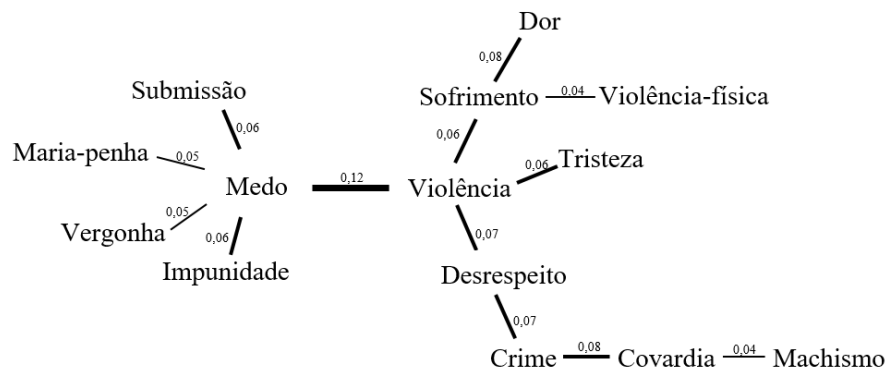 Dor
0,08
Submissão
Sofrimento 0,04 Violência-física
0,06
0,06
Maria-penha 0,05
Tristeza
0,06
Medo 0,12 Violência
0,05
Vergonha
0,06
0,07
Impunidade
Desrespeito
0,07
Crime 0,08 Covardia 0,04 Machismo